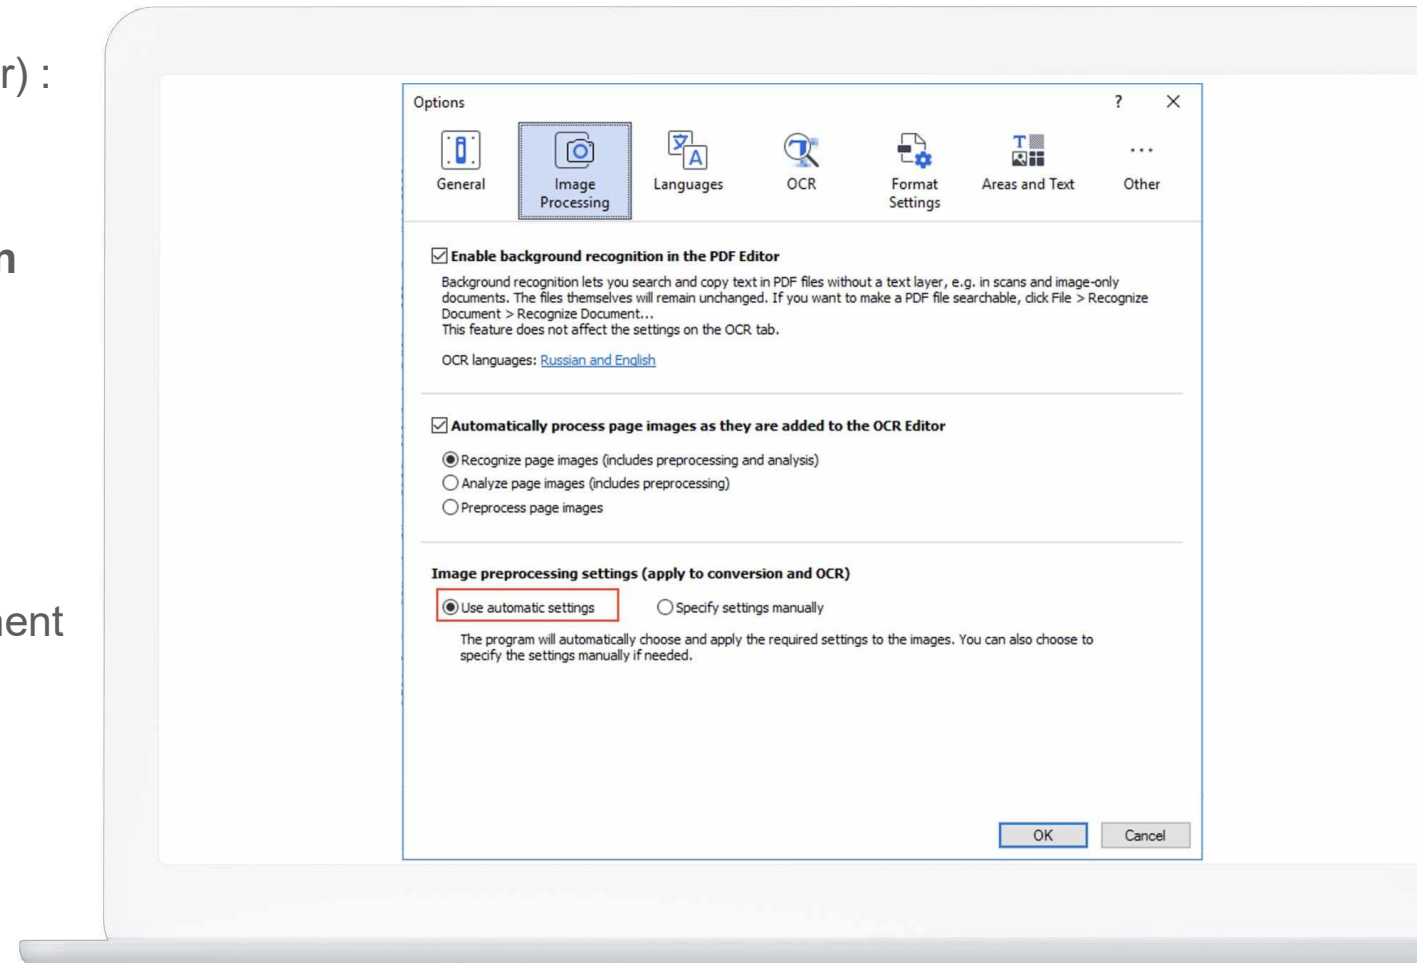 r) :
n
nent
Options
?
General
Image
Processing
Languages
OCR
Format
Settings
Areas and Text
Other
Enable background recognition in the PDF Editor
Background recognition lets you search and copy text in PDF files without a text layer, e.g. in scans and image-only
documents. The files themselves will remain unchanged. If you want to make a PDF file searchable, click File > Recognize
Document > Recognize Document...
This feature does not affect the settings on the OCR tab.
OCR languages: Russian and English
Automatically process page images as they are added to the OCR Editor
Recognize page images (includes preprocessing and analysis)
Analyze page images (includes preprocessing)
Preprocess page images
Image preprocessing settings (apply to conversion and OCR)
Use automatic settings Specify settings manually
The program will automatically choose and apply the required settings to the images. You can also choose to
specify the settings manually if needed.
OK Cancel